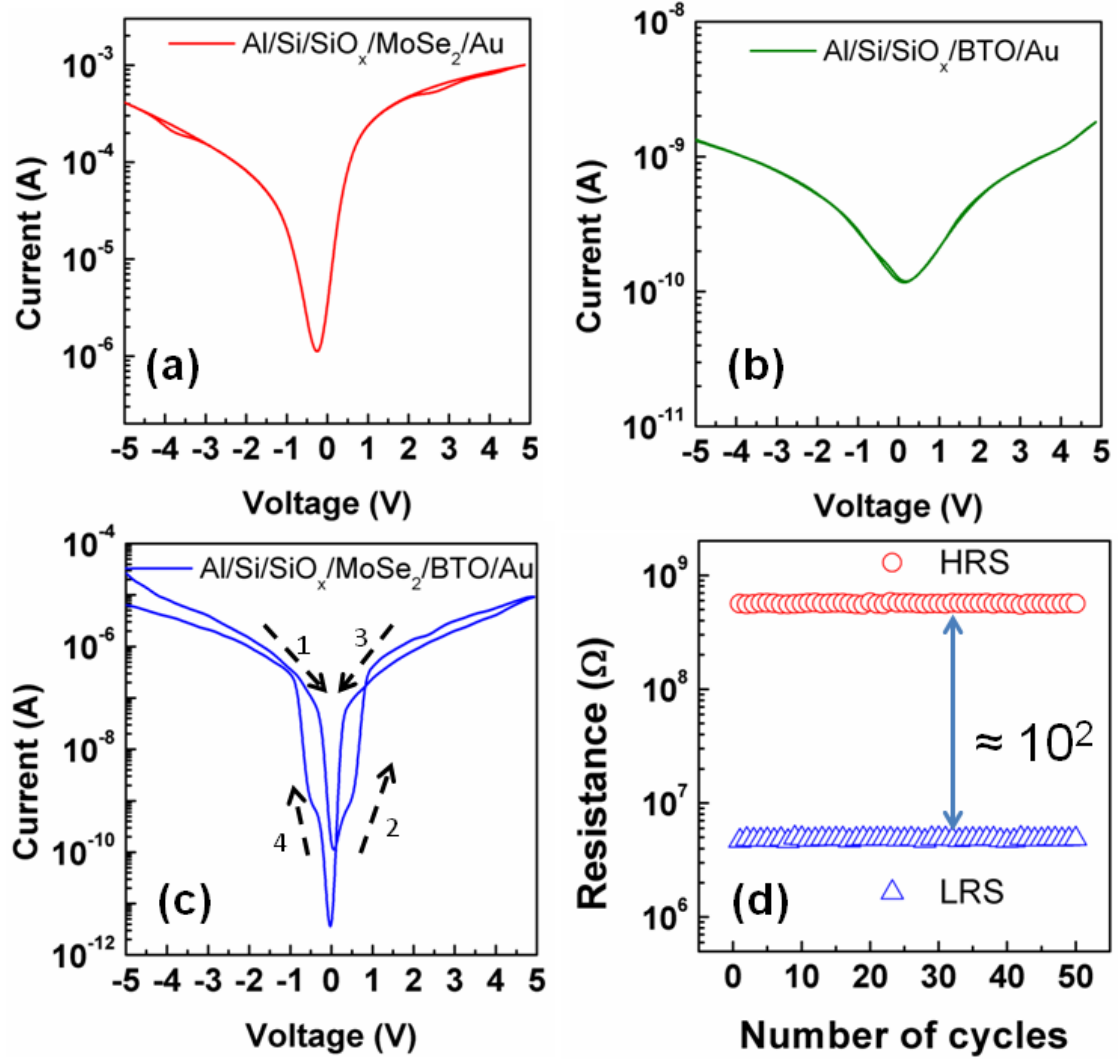 Al/Si/SiOₓ/MoSe₂/Au
10⁻³
10⁻⁴
10⁻⁵
10⁻⁶
Current (A)
(a)
-5 -4 -3 -2 -1 0 1 2 3 4 5
Voltage (V)
Al/Si/SiOₓ/BTO/Au
10⁻⁸
10⁻⁹
10⁻¹⁰
10⁻¹¹
Current (A)
(b)
-5 -4 -3 -2 -1 0 1 2 3 4 5
Voltage (V)
Al/Si/SiOₓ/MoSe₂/BTO/Au
10⁻⁴
10⁻⁶
10⁻⁸
10⁻¹⁰
10⁻¹²
Current (A)
1
3
4
2
(c)
-5 -4 -3 -2 -1 0 1 2 3 4 5
Voltage (V)
HRS
10⁹
10⁸
10⁷
10⁶
Resistance (Ω)
≈ 10²
LRS
(d)
0 10 20 30 40 50
Number of cycles